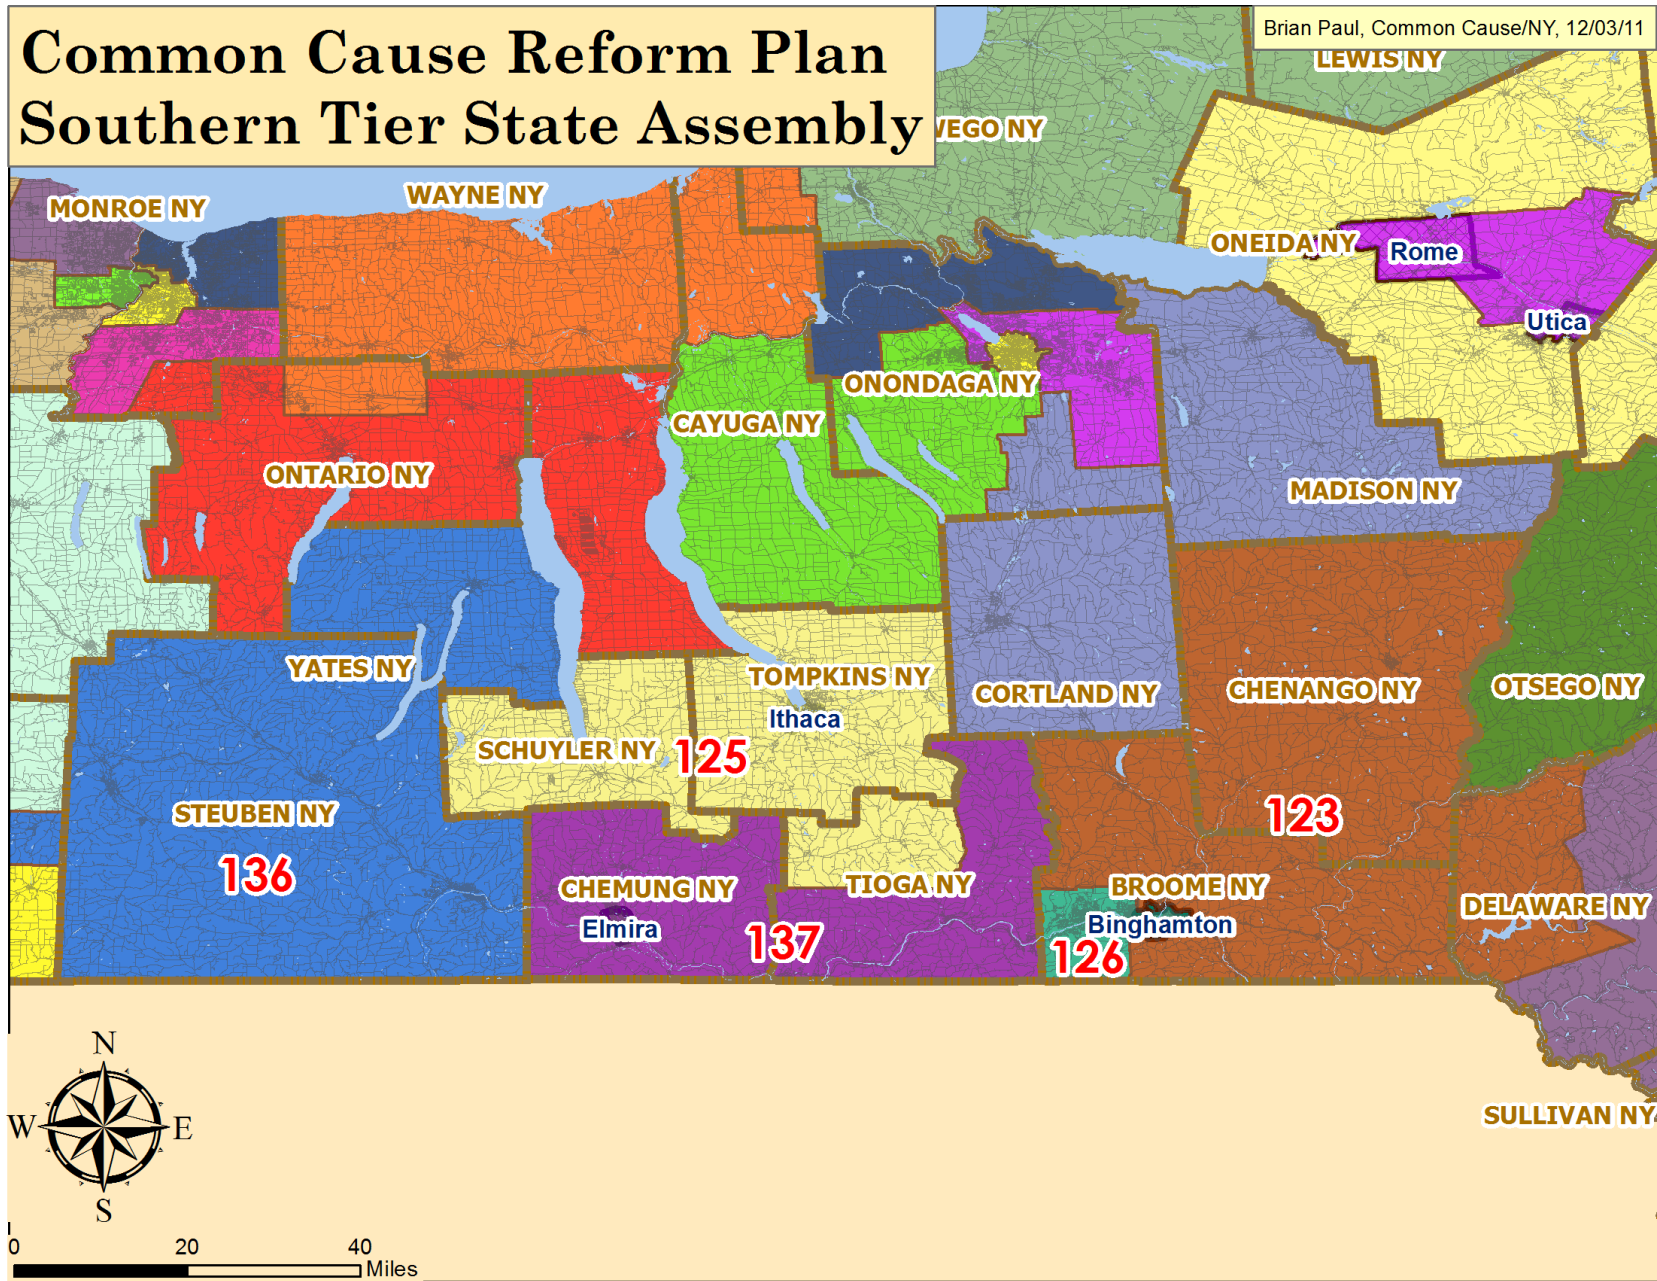 Common Cause Reform Plan
Southern Tier State Assembly
Brian Paul, Common Cause/NY, 12/03/11
LEWIS NY
WEGO NY
WAYNE NY
MONROE NY
ONEIDA NY
Rome
Utica
ONONDAGA NY
CAYUGA NY
ONTARIO NY
MADISON NY
YATES NY
TOMPKINS NY
CORTLAND NY
CHENANGO NY
OTSEGO NY
Ithaca
SCHUYLER NY
125
STEUBEN NY
123
136
CHEMUNG NY
TIOGA NY
BROOME NY
DELAWARE NY
Elmira
137
Binghamton
126
N
W
E
S
SULLIVAN NY
0
20
40
Miles